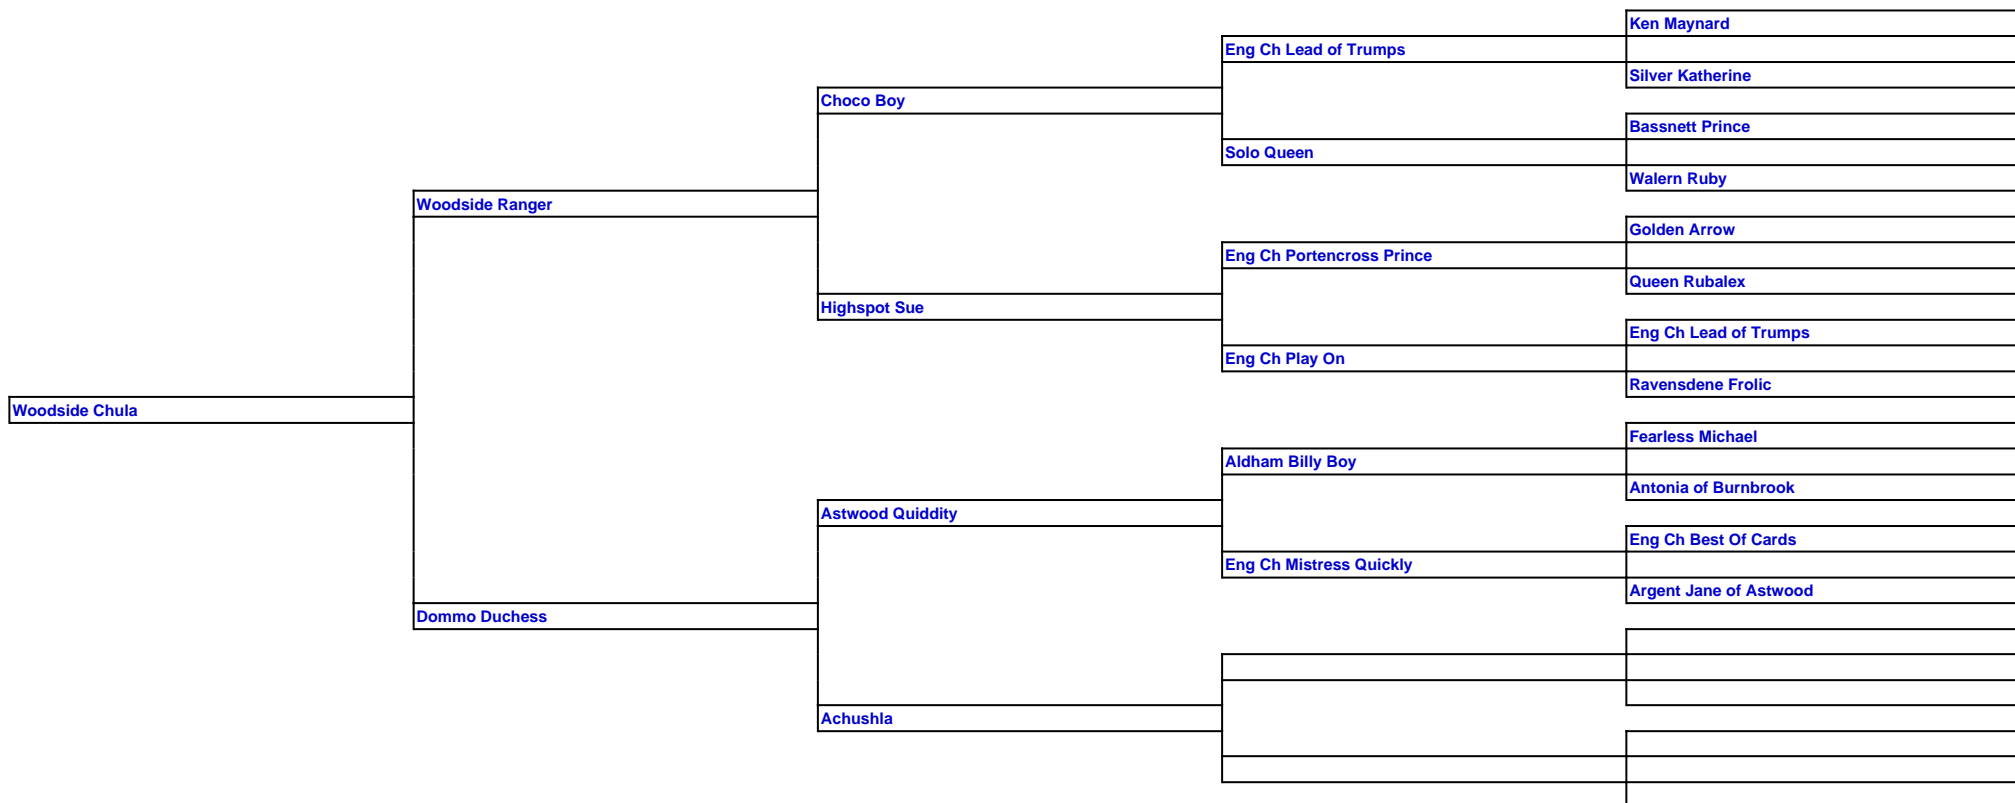 Ken Maynard
Eng Ch Lead of Trumps
Silver Katherine
Choco Boy
Bassnett Prince
Solo Queen
Walern Ruby
Woodside Ranger
Golden Arrow
Eng Ch Portencross Prince
Queen Rubalex
Highspot Sue
Eng Ch Lead of Trumps
Eng Ch Play On
Ravensdene Frolic
Woodside Chula
Fearless Michael
Aldham Billy Boy
Antonia of Burnbrook
Astwood Quiddity
Eng Ch Best Of Cards
Eng Ch Mistress Quickly
Argent Jane of Astwood
Dommo Duchess
Achushla